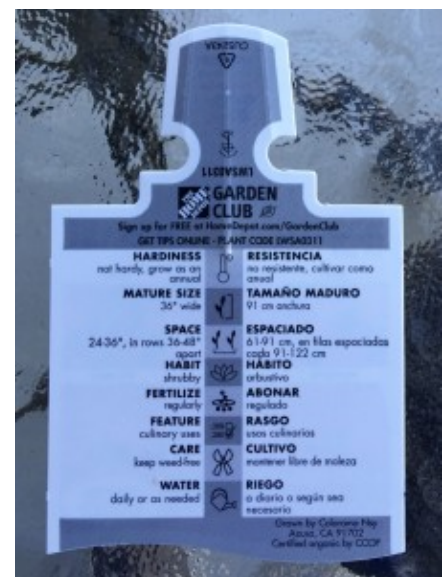 LWSA0311
GARDEN
CLUB
Sign up for FREE at HomeDepot.com/GardenClub
GET TIPS ONLINE - PLANT CODE LWSA0311
HARDINESS
not hardy, grow as an
annual
RESISTENCIA
no resistente, cultivar como
anual
MATURE SIZE
36" wide
TAMAÑO MADURO
91 cm anchura
SPACE
24-36", in rows 36-48"
apart
ESPACIADO
61-91 cm, en filas espaciadas
cada 91-122 cm
HABIT
shrubby
HÁBITO
arbustivo
FERTILIZE
regularly
ABONAR
regulado
FEATURE
culinary uses
RASGO
usos culinarios
CARE
keep weed-free
CULTIVO
mantener libre de maleza
WATER
daily or as needed
RIEGO
a diario o según sea
necesario
Grown by Colorama Nsy
Azusa, CA 91702
Certified organic by CCOF